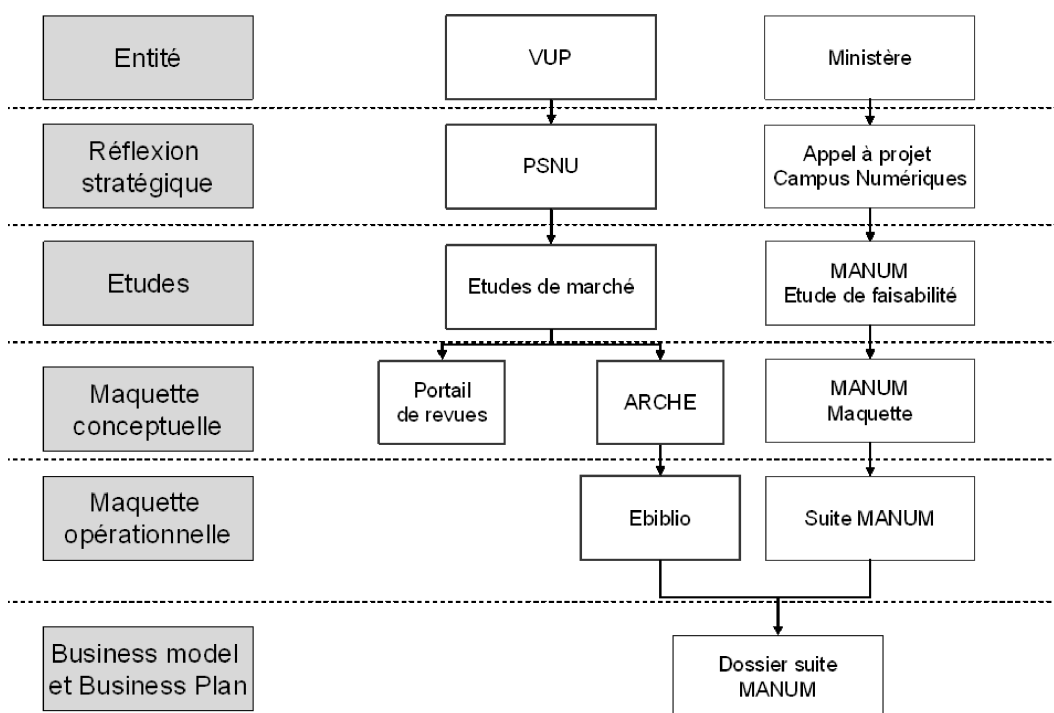 Entité
VUP
Ministère
Réflexion
stratégique
PSNU
Appel à projet
Campus Numériques
Etudes
Etudes de marché
MANUM
Etude de faisabilité
Maquette
conceptuelle
Portail
de revues
ARCHE
MANUM
Maquette
Maquette
opérationnelle
Ebiblio
Suite MANUM
Business model
et Business Plan
Dossier suite
MANUM